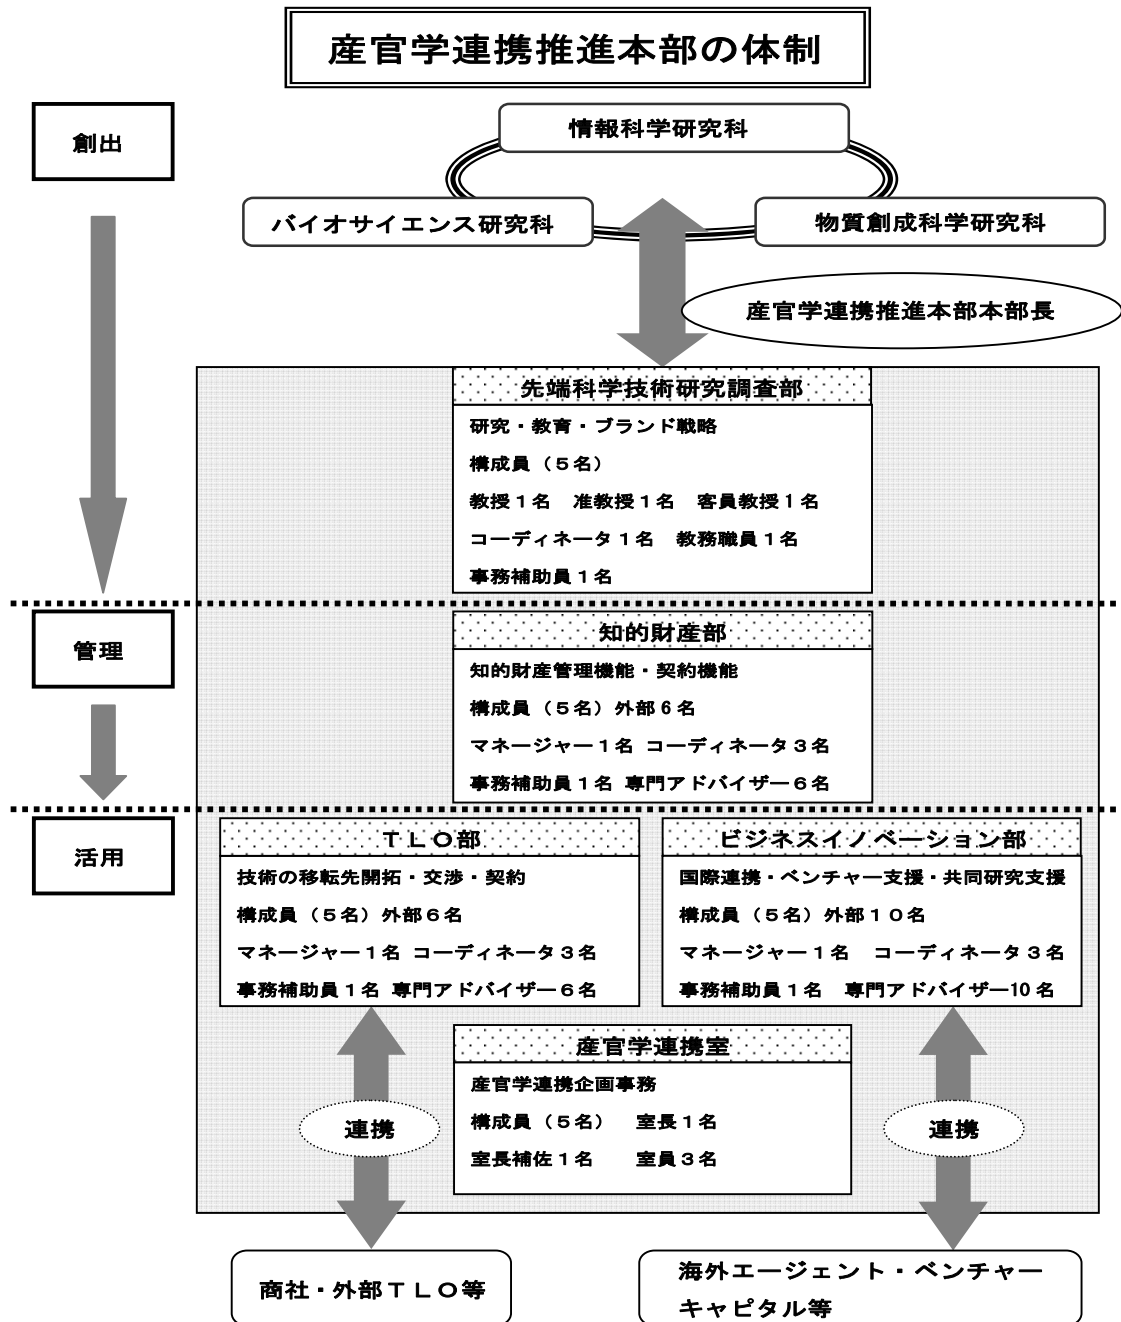 産官学連携推進本部の体制
創出
情報科学研究科
バイオサイエンス研究科
物質創成科学研究科
産官学連携推進本部本部長
先端科学技術研究調査部
研究・教育・ブランド戦略
構成員（５名）
教授１名　准教授１名　客員教授１名
コーディネータ１名　教務職員１名
事務補助員１名
管理
知的財産部
知的財産管理機能・契約機能
構成員（５名）外部６名
マネージャー１名 コーディネータ３名
事務補助員１名 専門アドバイザー６名
活用
ＴＬＯ部
技術の移転先開拓・交渉・契約
構成員（５名）外部６名
マネージャー１名 コーディネータ３名
事務補助員１名 専門アドバイザー６名
ビジネスイノベーション部
国際連携・ベンチャー支援・共同研究支援
構成員（５名）外部１０名
マネージャー１名　コーディネータ３名
事務補助員１名　専門アドバイザー10名
産官学連携室
産官学連携企画事務
構成員（５名）　室長１名
室長補佐１名　室員３名
連携
連携
商社・外部ＴＬＯ等
海外エージェント・ベンチャー
キャピタル等